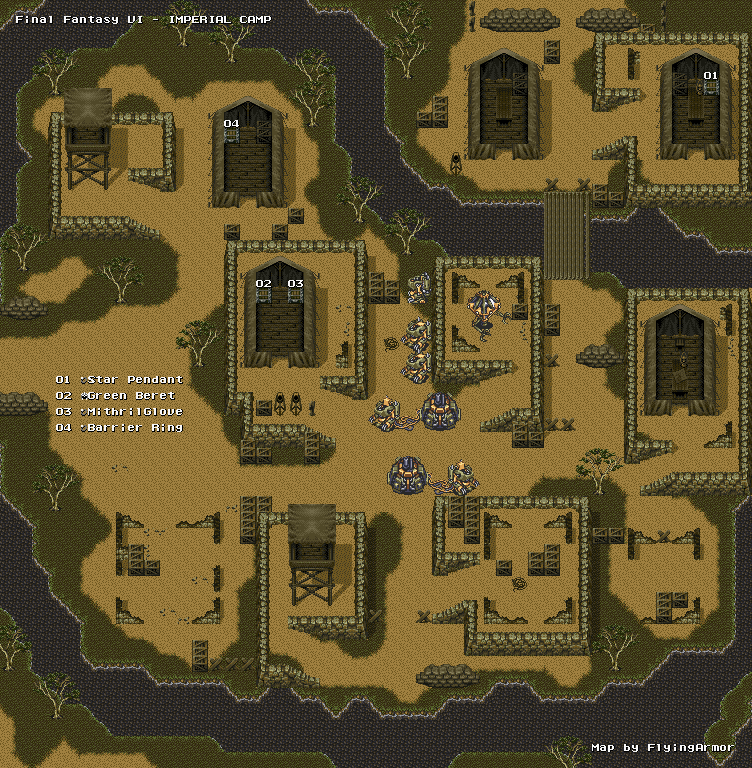 Final Fantasy VI - IMPERIAL CAMP
01
04
02 03
01 Star Pendant
02 Green Beret
03 MithrilGlove
04 Barrier Ring
Map by FlyingArmor